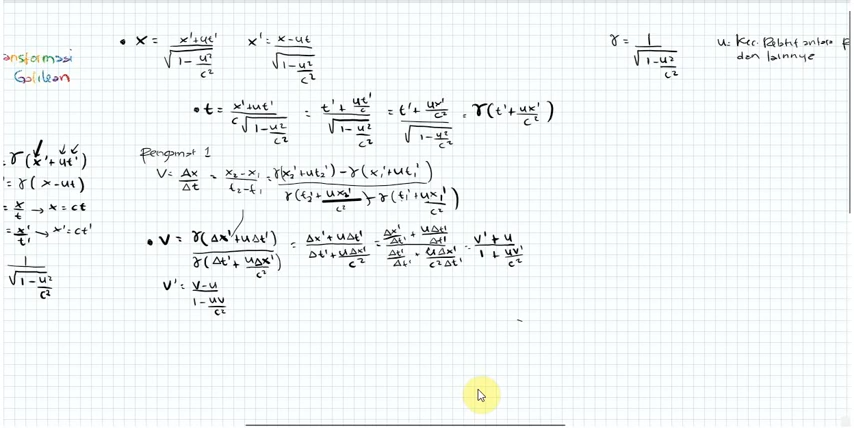 • x = x'+ut' / √(1 - u²/c²)    x' = x-ut / √(1 - u²/c²)
γ = 1 / √(1 - u²/c²)
u = Kec. Relatif antara
dan lainnya
ansformasi
Galilean
• t = x'+ut' / c√(1 - u²/c²) = t' + ut'/c / √(1 - u²/c²) = t' + ux'/c² / √(1 - u²/c²) = γ(t' + ux'/c²)
= γ(x' + ut')
' = γ(x - ut)
= x/t → x = ct
= x'/t' → x' = ct'
1 / √(1 - u²/c²)
Pengamat 1
V = Δx/Δt = x₂-x₁ / t₂-t₁ = γ(x₂'+ut₂') - γ(x₁'+ut₁') / γ(t₂' + ux₂'/c²) - γ(t₁' + ux₁'/c²)
• V = γ(Δx'+uΔt') / γ(Δt' + uΔx'/c²) = Δx'+uΔt' / Δt' + uΔx'/c² = Δx'/Δt' + uΔt'/Δt' / Δt'/Δt' + uΔx'/c²Δt' = V'+u / 1 + uV'/c²
V' = V-u / 1 - uV/c²